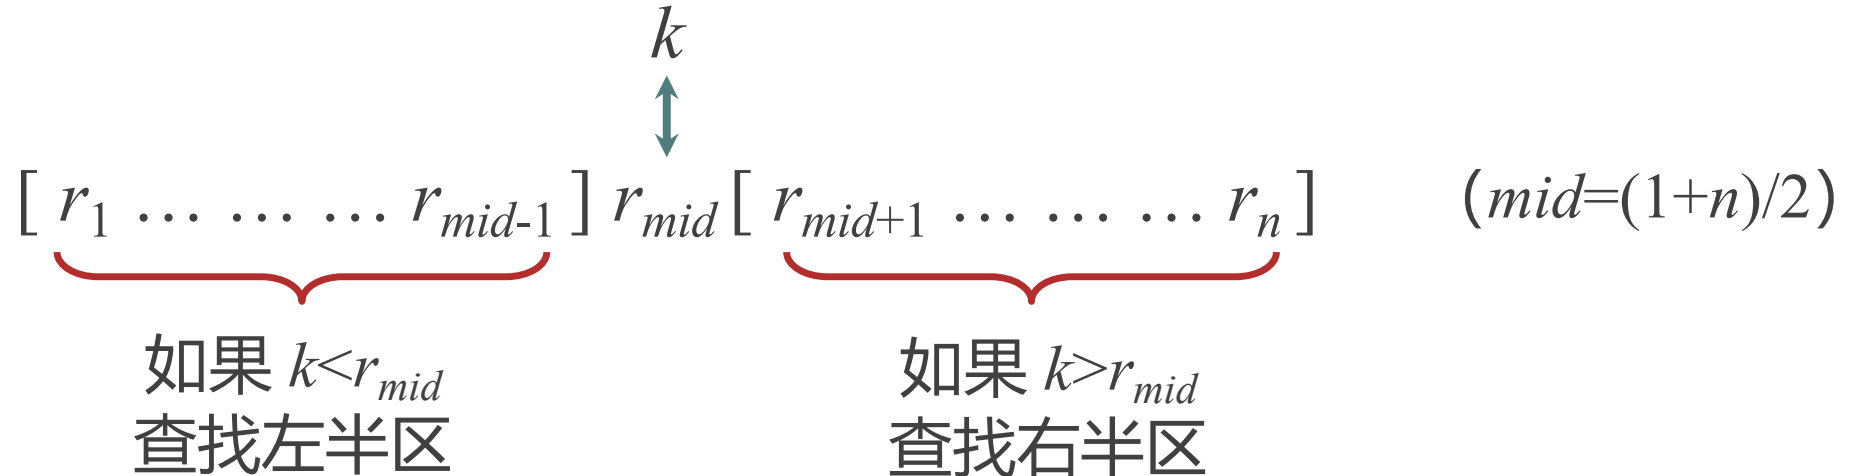 k
[ r1 … … … rmid-1 ] rmid [ rmid+1 … … … rn ] (mid=(1+n)/2)
如果 k<rmid
查找左半区
如果 k>rmid
查找右半区